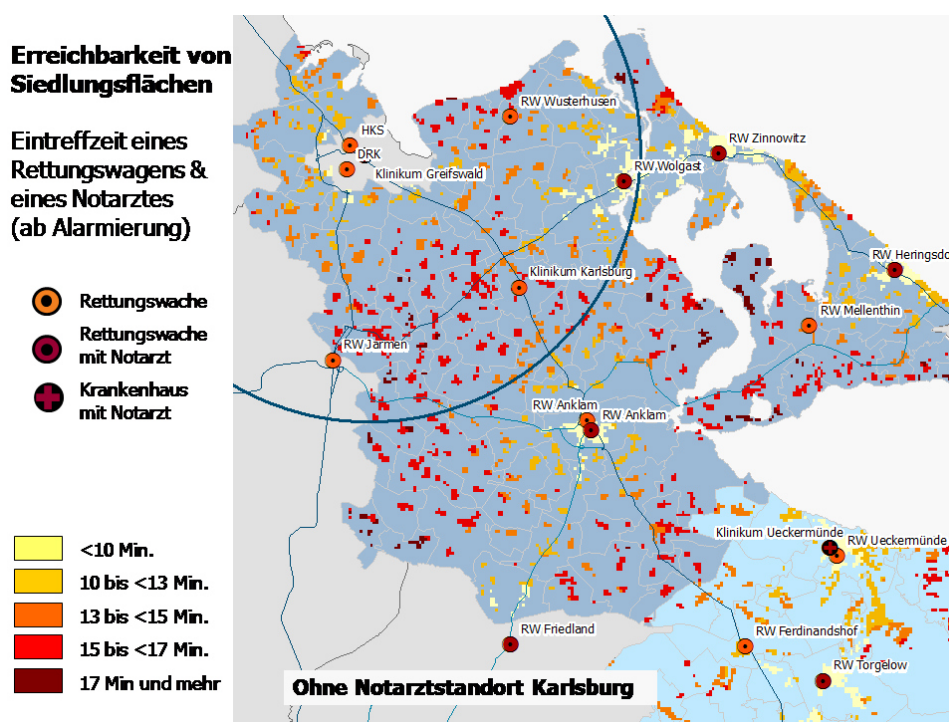 Erreichbarkeit von
Siedlungsflächen
Eintreffzeit eines
Rettungswagens &
eines Notarztes
(ab Alarmierung)
Rettungswache
Rettungswache
mit Notarzt
Krankenhaus
mit Notarzt
<10 Min.
10 bis <13 Min.
13 bis <15 Min.
15 bis <17 Min.
17 Min und mehr
RW Wusterhusen
HKS
DRK
Klinikum Greifswald
RW Zinnowitz
RW Wolgast
RW Heringsdo
Klinikum Karlsburg
RW Mellenthin
RW Jarmen
RW Anklam
RW Anklam
Klinikum Ueckermünde
RW Ueckermünde
RW Friedland
RW Ferdinandshof
RW Torgelow
Ohne Notarztstandort Karlsburg